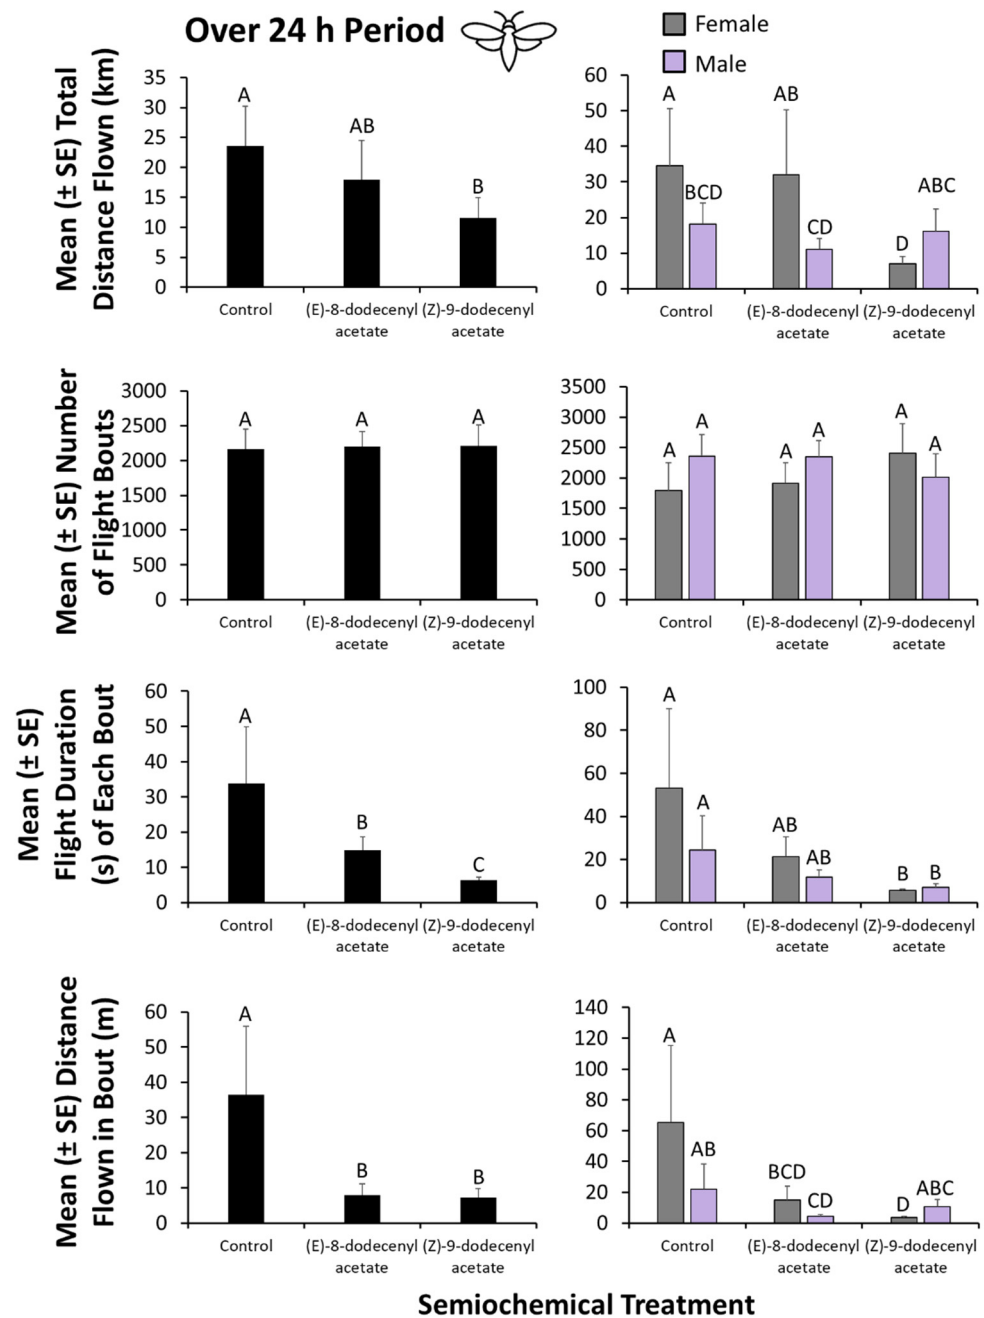 Over 24 h Period
Female
Male
Mean (± SE) Total
Distance Flown (km)
35
30
25
20
15
10
5
0
A
AB
B
Control
(E)-8-dodecenyl
acetate
(Z)-9-dodecenyl
acetate
60
50
40
30
20
10
0
A
BCD
AB
CD
D
ABC
Control
(E)-8-dodecenyl
acetate
(Z)-9-dodecenyl
acetate
Mean (± SE) Number
of Flight Bouts
3000
2500
2000
1500
1000
500
0
A
A
A
Control
(E)-8-dodecenyl
acetate
(Z)-9-dodecenyl
acetate
3500
3000
2500
2000
1500
1000
500
0
A
A
A
A
A
A
Control
(E)-8-dodecenyl
acetate
(Z)-9-dodecenyl
acetate
Mean (± SE)
Flight Duration
(s) of Each Bout
60
50
40
30
20
10
0
A
B
C
Control
(E)-8-dodecenyl
acetate
(Z)-9-dodecenyl
acetate
100
80
60
40
20
0
A
A
AB
AB
B
B
Control
(E)-8-dodecenyl
acetate
(Z)-9-dodecenyl
acetate
Mean (± SE) Distance
Flown in Bout (m)
60
50
40
30
20
10
0
A
B
B
Control
(E)-8-dodecenyl
acetate
(Z)-9-dodecenyl
acetate
140
120
100
80
60
40
20
0
A
AB
BCD
CD
D
ABC
Control
(E)-8-dodecenyl
acetate
(Z)-9-dodecenyl
acetate
Semiochemical Treatment